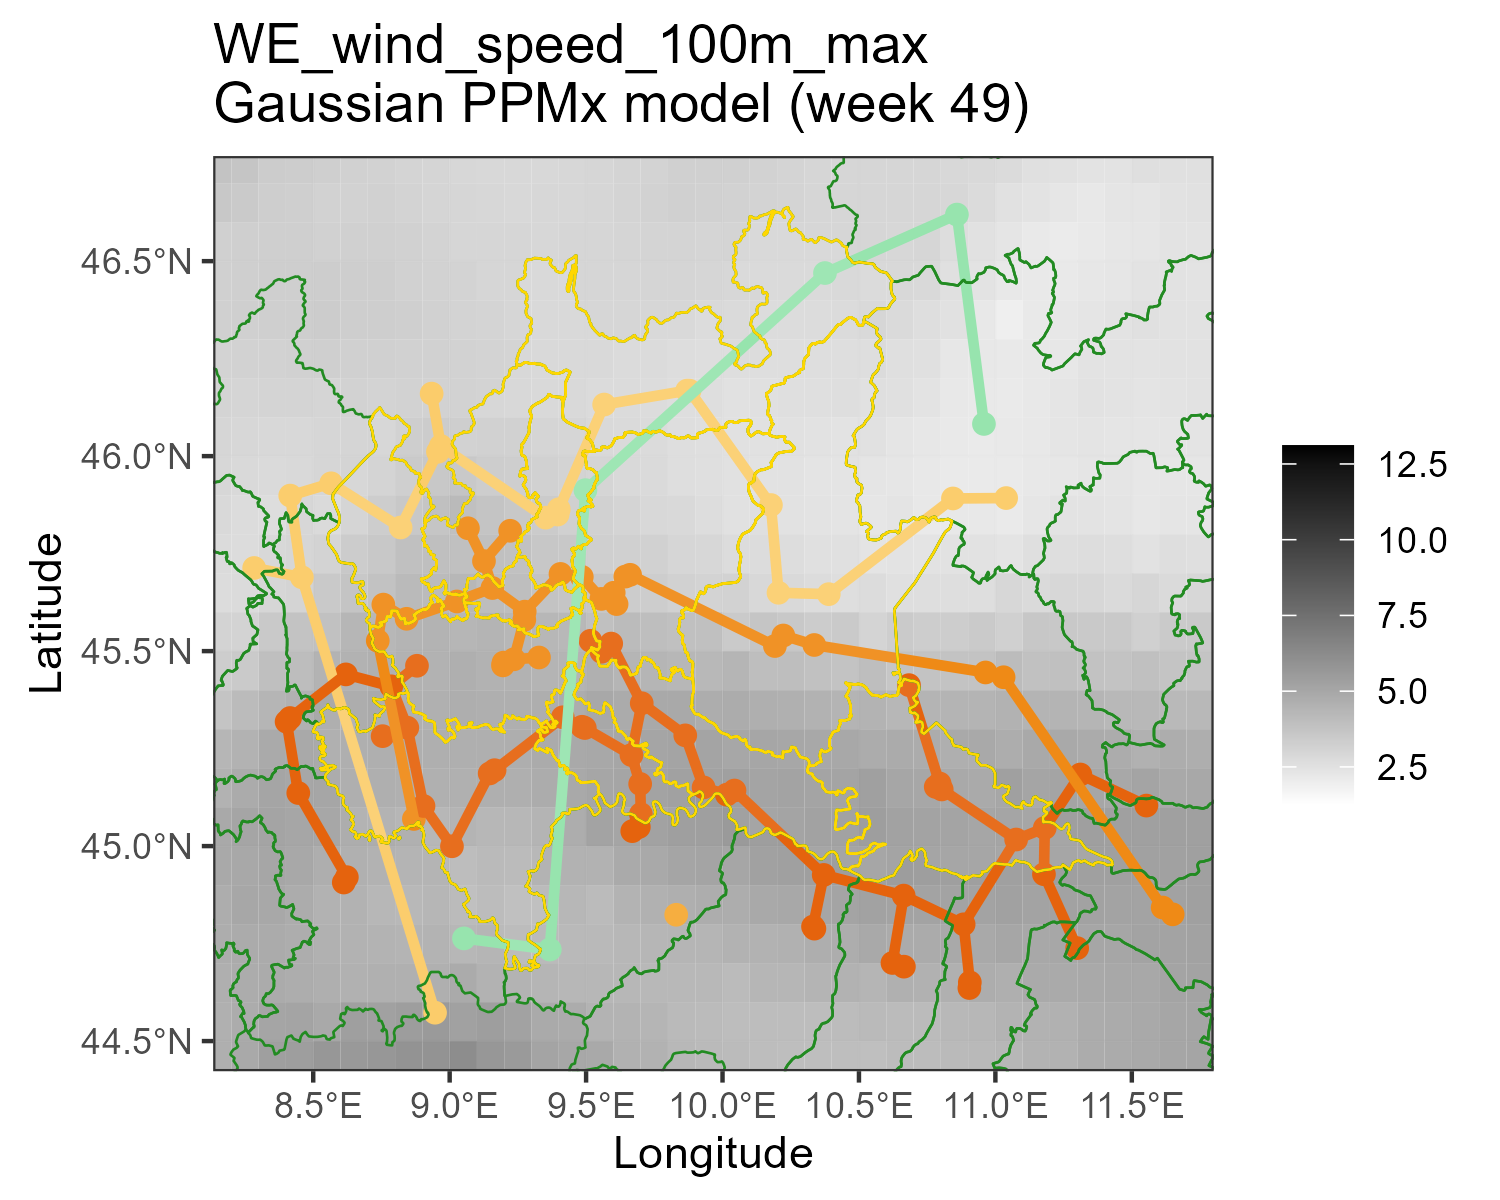 WE_wind_speed_100m_max
Gaussian PPMx model (week 49)
46.5°N
46.0°N
45.5°N
45.0°N
44.5°N
Latitude
8.5°E
9.0°E
9.5°E
10.0°E
10.5°E
11.0°E
11.5°E
Longitude
12.5
10.0
7.5
5.0
2.5